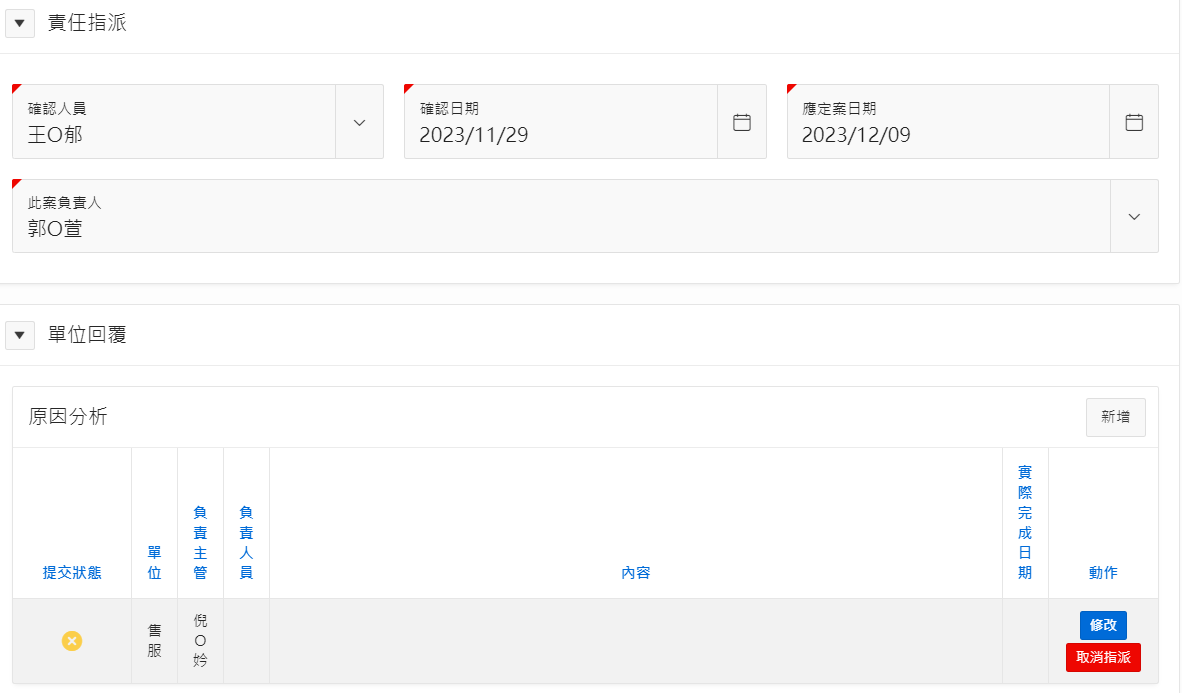 責任指派
確認人員
王O郁
確認日期
2023/11/29
應定案日期
2023/12/09
此案負責人
郭O萱
單位回覆
原因分析
新增
提交狀態
單位
負責主管
負責人員
內容
實際完成日期
動作
售服
倪O妗
修改
取消指派